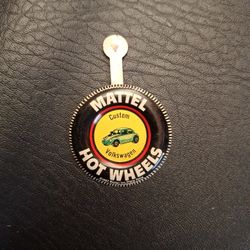 MATTEL
Custom
Volkswagen
HOT WHEELS